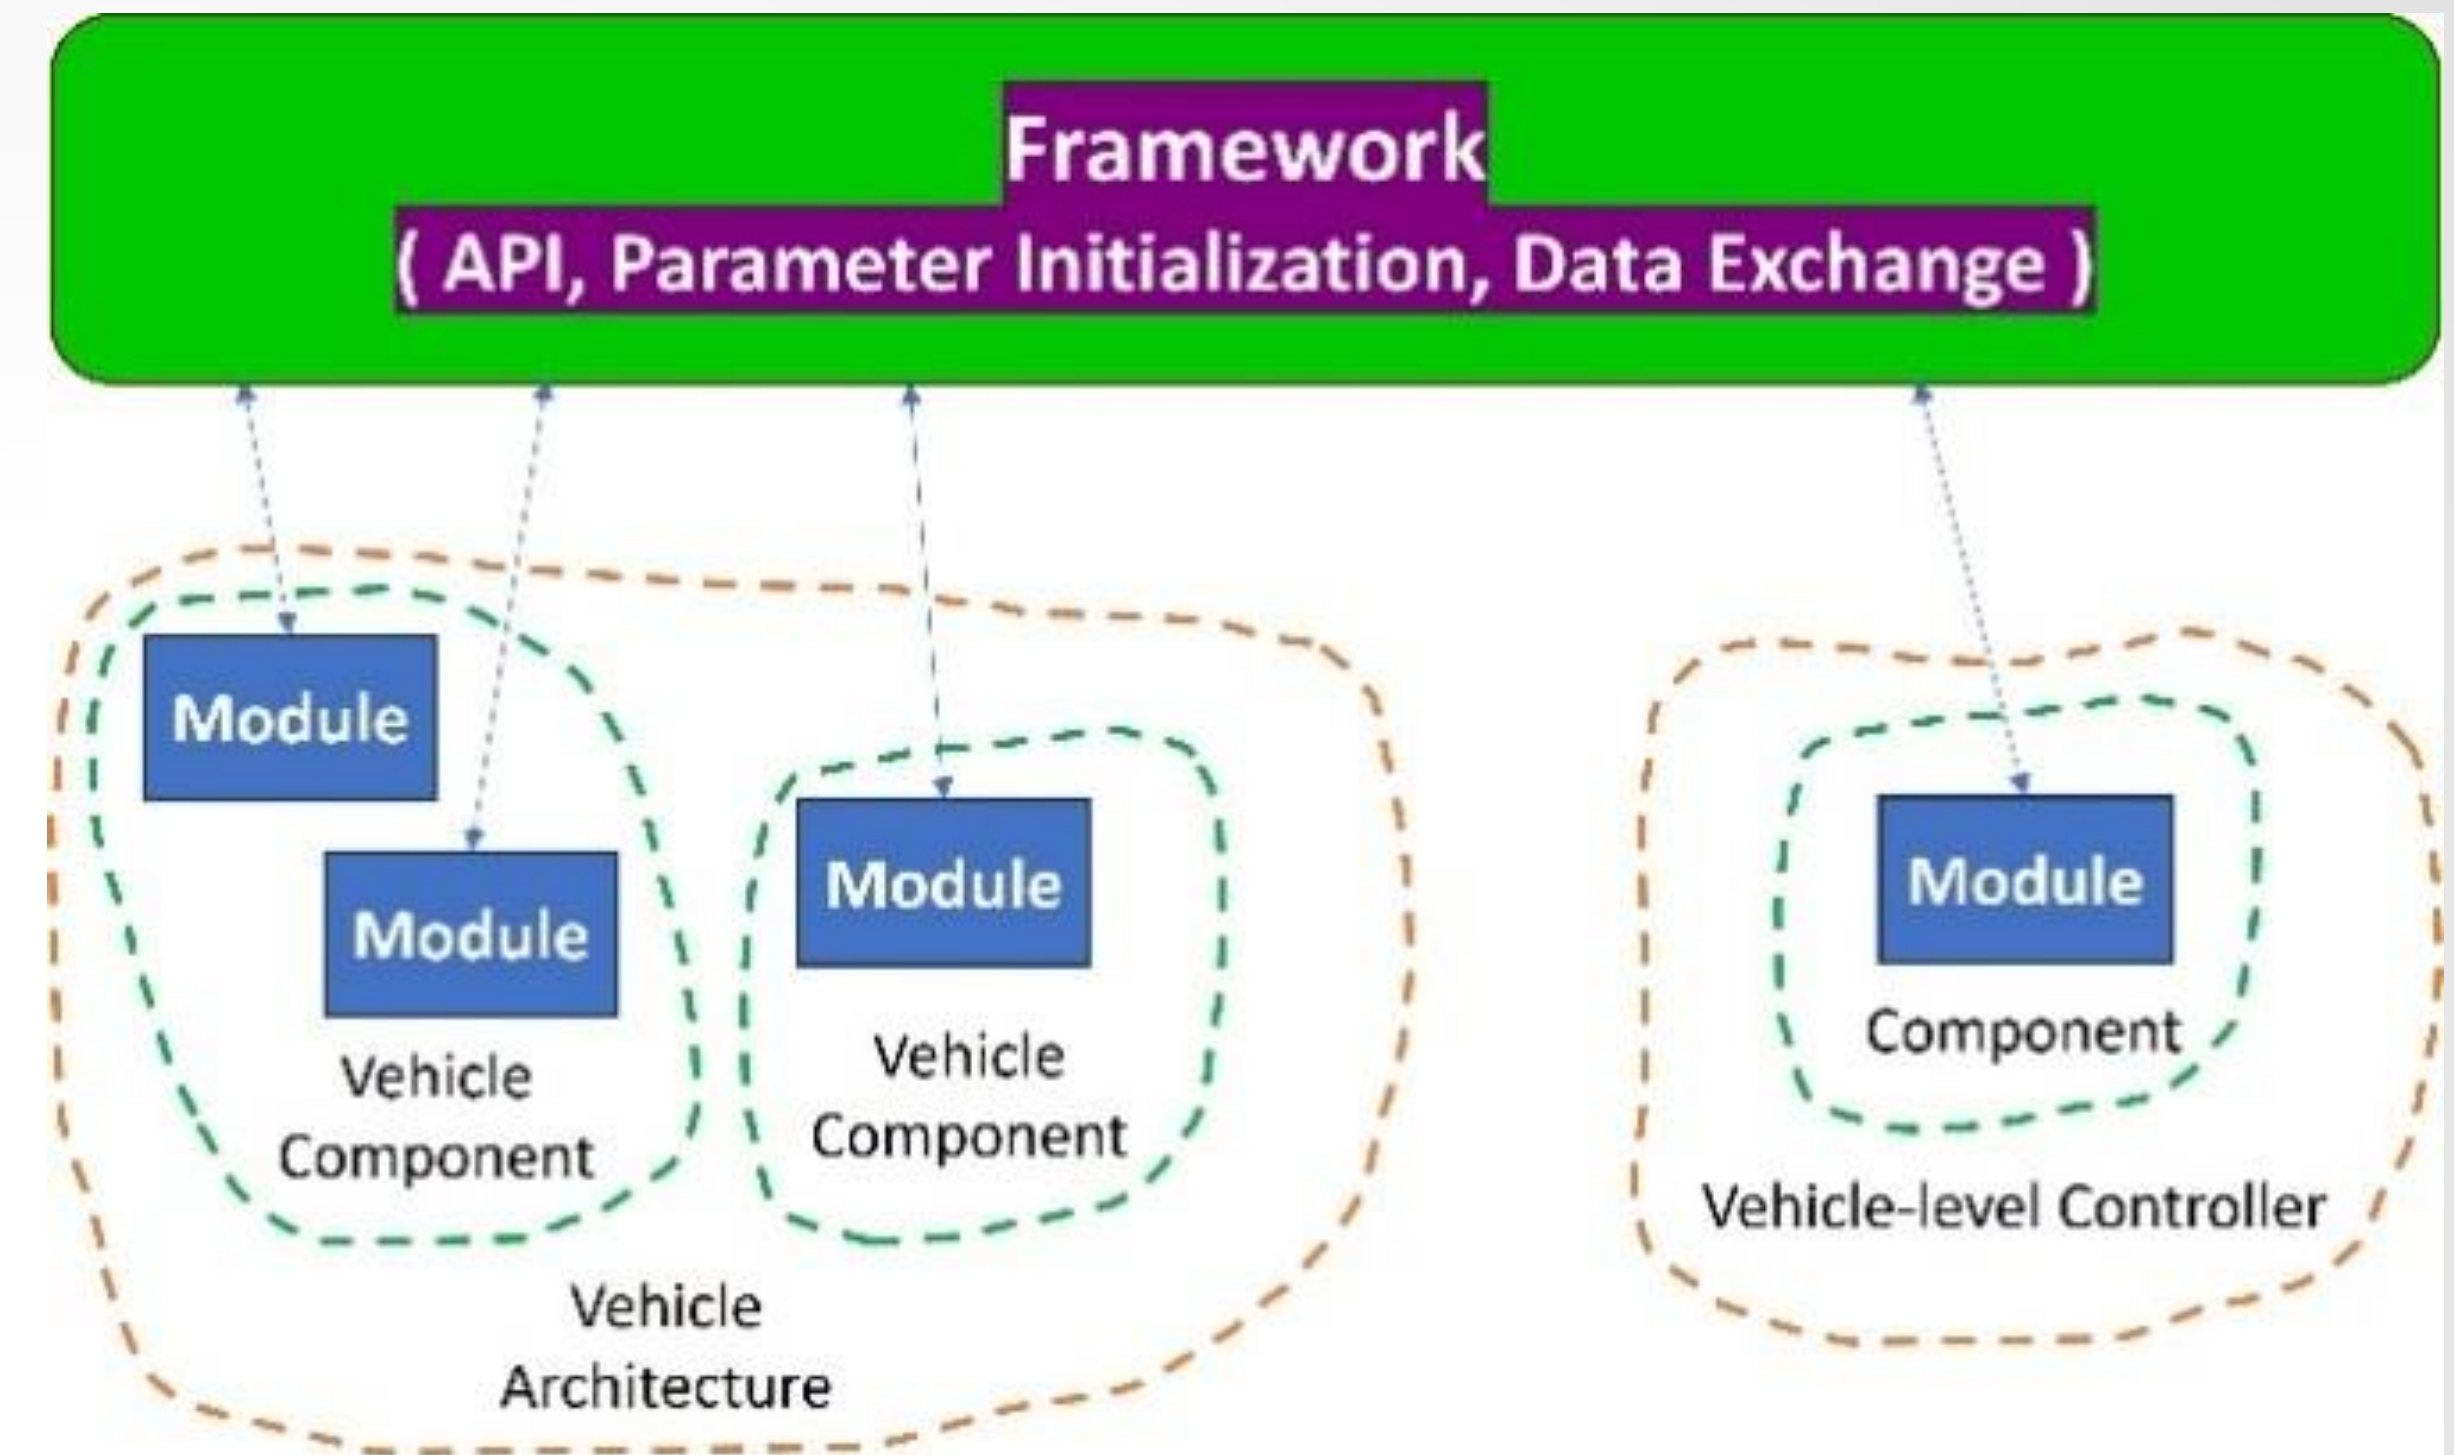 Framework
( API, Parameter Initialization, Data Exchange )
Module
Module
Vehicle
Component
Module
Vehicle
Component
Vehicle
Architecture
Module
Component
Vehicle-level Controller